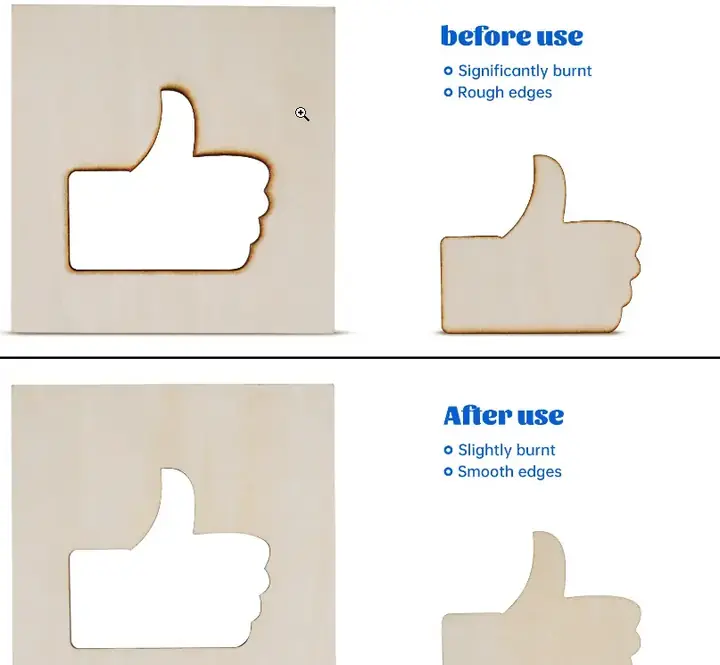 before use
Significantly burnt
Rough edges
After use
Slightly burnt
Smooth edges